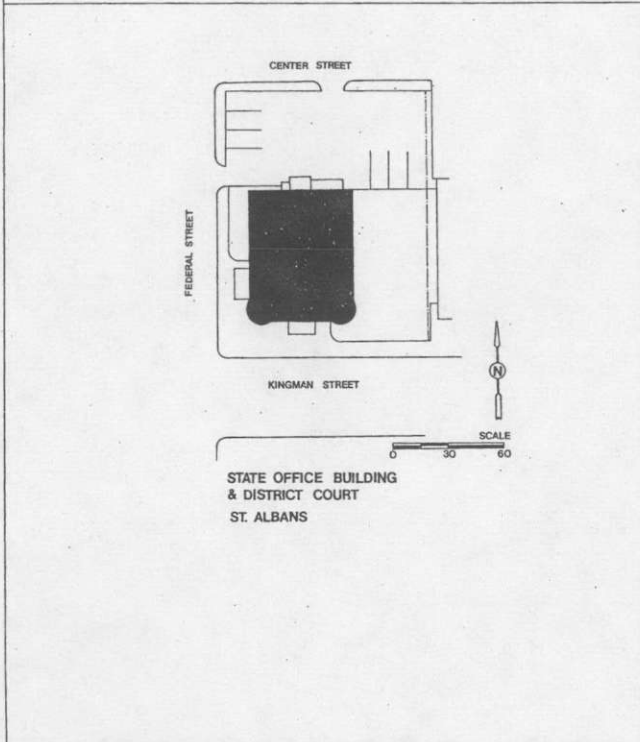 CENTER STREET
FEDERAL STREET
KINGMAN STREET
N
SCALE
0 30 60
STATE OFFICE BUILDING
& DISTRICT COURT
ST. ALBANS